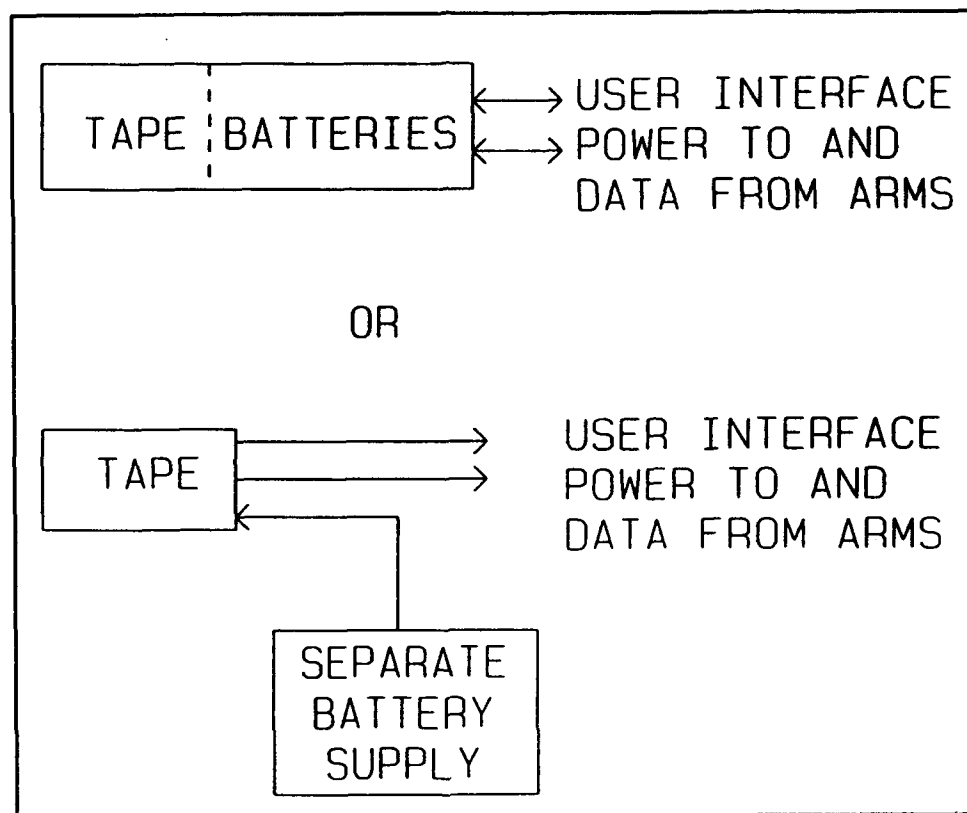 TAPE BATTERIES
USER INTERFACE
POWER TO AND
DATA FROM ARMS
OR
TAPE
USER INTERFACE
POWER TO AND
DATA FROM ARMS
SEPARATE
BATTERY
SUPPLY